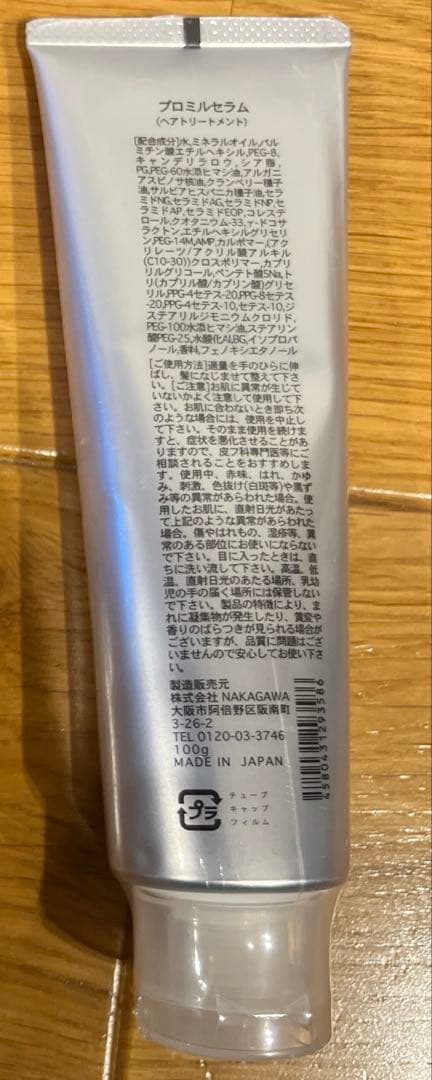 プロミルセラム
(ヘアトリートメント)
[配合成分]水,ミネラルオイル,パル
ミチン酸エチルヘキシル,PEG-8,
キャンデリラロウ,シア脂,
PG,PEG-60水添ヒマシ油,アルガニ
アスピノサ核油,クランベリー種子
油,サルビアヒスパニカ種子油,セラ
ミドNG,セラミドAG,セラミドNP,セ
ラミドAP,セラミドEOP,コレステ
ロール,クオタニウム-33,γ-ドコサ
ラクトン,エチルヘキシルグリセリ
ン,PEG-14M,AMP,カルボマー,(アク
リレーツ/アクリル酸アルキル
(C10-30))クロスポリマー,カプリ
リルグリコール,ペンテト酸5Na,ト
リ(カプリル酸/カプリン酸)グリセ
リル,PPG-4セテス-20,PPG-8セテス
-20,PPG-4セテス-10,セテス-10,ジ
ステアリルジモニウムクロリド,
PEG-100水添ヒマシ油,ステアリン
酸PEG-25,水酸化Al,BG,イソプロパ
ノール,香料,フェノキシエタノール
[ご使用方法]適量を手のひらに伸
ばし、髪になじませて整えて下さ
い。[ご注意]お肌に異常が生じて
いないかよく注意して使用して下
さい。お肌に合わないとき即ち次
のような場合には、使用を中止し
て下さい。そのまま使用を続けま
すと、症状を悪化させることがあ
りますので、皮フ科専門医等にご
相談されることをおすすめしま
す。使用中、赤味、はれ、かゆ
み、刺激、色抜け(白斑等)や黒ず
み等の異常があらわれた場合。使
用したお肌に、直射日光があたっ
て上記のような異常があらわれた
場合。傷やはれもの、湿疹等、異
常のある部位にお使いにならない
で下さい。目に入ったときは、直
ちに洗い流して下さい。高温、低
温、直射日光のあたる場所、乳幼
児の手の届く場所には保管しない
で下さい。製品の特徴により、ま
れに凝集物が発生したり、黄変や
香りのばらつきが見られる場合が
ございますが、品質に問題はござ
いませんので安心してお使い下さ
い。
製造販売元
株式会社 NAKAGAWA
大阪市阿倍野区阪南町
3-26-2
TEL 0120-03-3746
100g
MADE IN JAPAN
4580431293586
プラ
チューブ
キャップ
フィルム